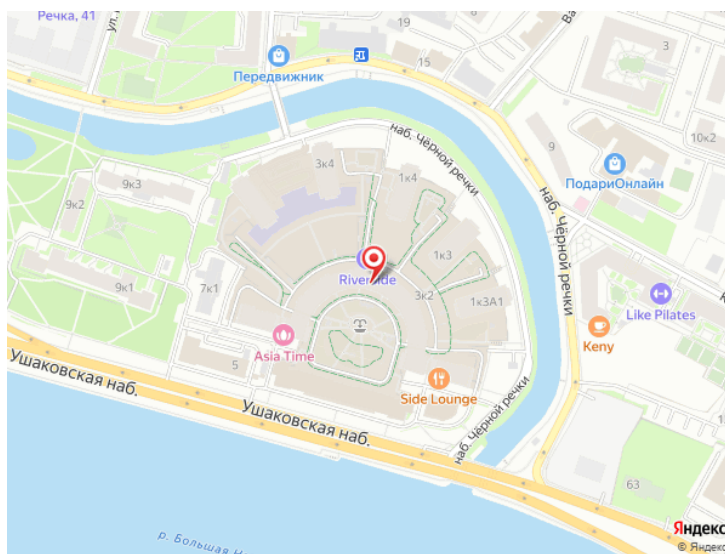 Речка, 41
ул.
Передвижник
19
15
наб. Чёрной речки
3к4
1к4
9
10к2
ПодариОнлайн
9к3
9к2
9к1
7к1
1к3
3к2
1к3А1
Riverside
наб. Чёрной речки
Like Pilates
Keny
Asia Time
5
Side Lounge
Ушаковская наб.
Ушаковская наб.
наб. Чёрной речки
63
р. Большая Н
Яндекс
© Яндекс